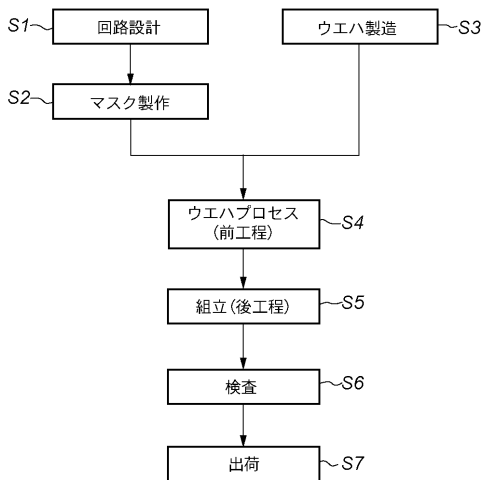 S1
回路設計
ウエハ製造
S3
S2
マスク製作
ウエハプロセス
(前工程)
S4
組立(後工程)
S5
検査
S6
出荷
S7